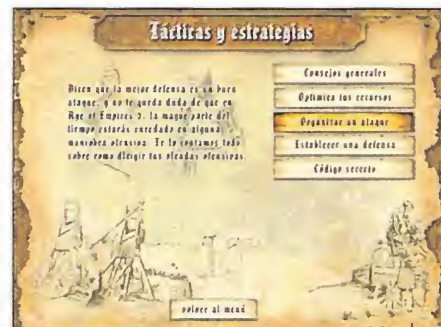 Tácticas y estrategias
Dicen que la mejor defensa es un buen
ataque, y no te queda duda de que en
Age of Empires 2, la mayor parte del
tiempo estarás enredado en alguna
maniobra ofensiva. Te lo contamos todo
sobre como dirigir tus oleadas ofensivas.
Consejos generales
Optimiza tus recursos
Organizar un ataque
Establecer una defensa
Código secreto
volver al menú